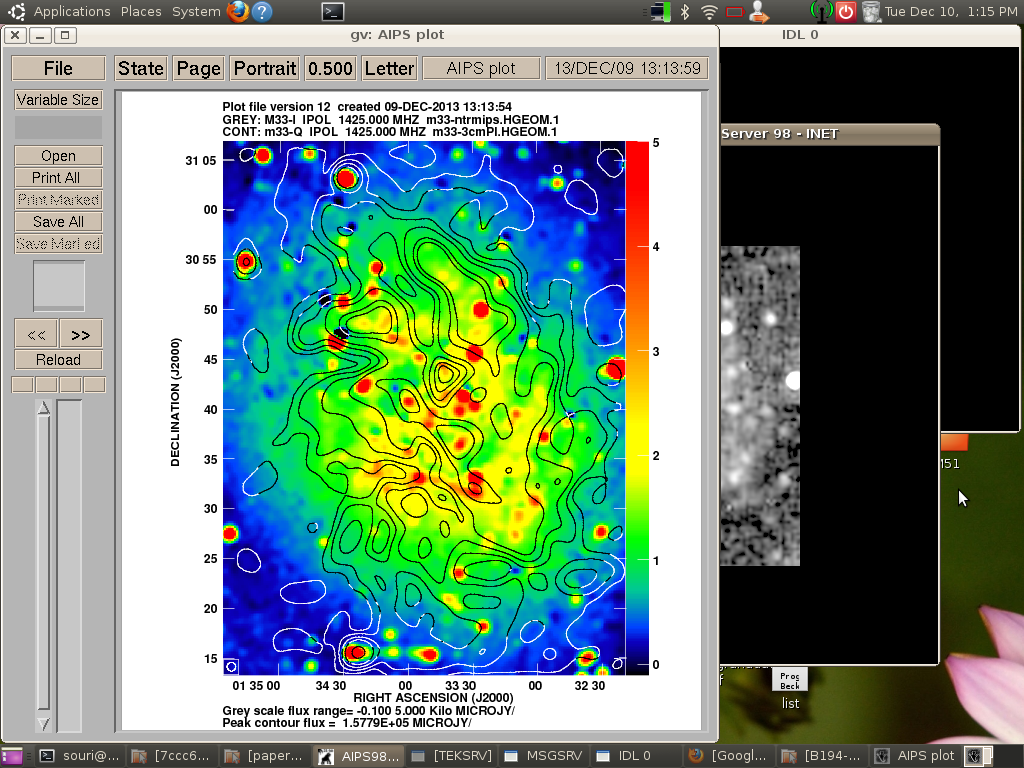 Applications Places System
Tue Dec 10, 1:15 PM
gv: AIPS plot
IDL 0
File
State Page Portrait 0.500 Letter AIPS plot 13/DEC/09 13:13:59
Variable Size
Open
Print All
Print Marked
Save All
Save Marked
<< >>
Reload
Server 98 - INET
Plot file version 12 created 09-DEC-2013 13:13:54
GREY: M33-I IPOL 1425.000 MHZ m33-ntrmips.HGEOM.1
CONT: m33-Q IPOL 1425.000 MHZ m33-3cmPI.HGEOM.1
DECLINATION (J2000)
31 05
00
30 55
50
45
40
35
30
25
20
15
5
4
3
2
1
0
01 35 00 34 30 00 33 30 00 32 30
RIGHT ASCENSION (J2000)
Grey scale flux range= -0.100 5.000 Kilo MICROJY/
Peak contour flux = 1.5779E+05 MICROJY/
M51
f
Prog
Beck
list
souri@... [7ccc6... [paper... AIPS98... [TEKSRV] MSGSRV IDL 0 [Googl... [B194-... AIPS plot